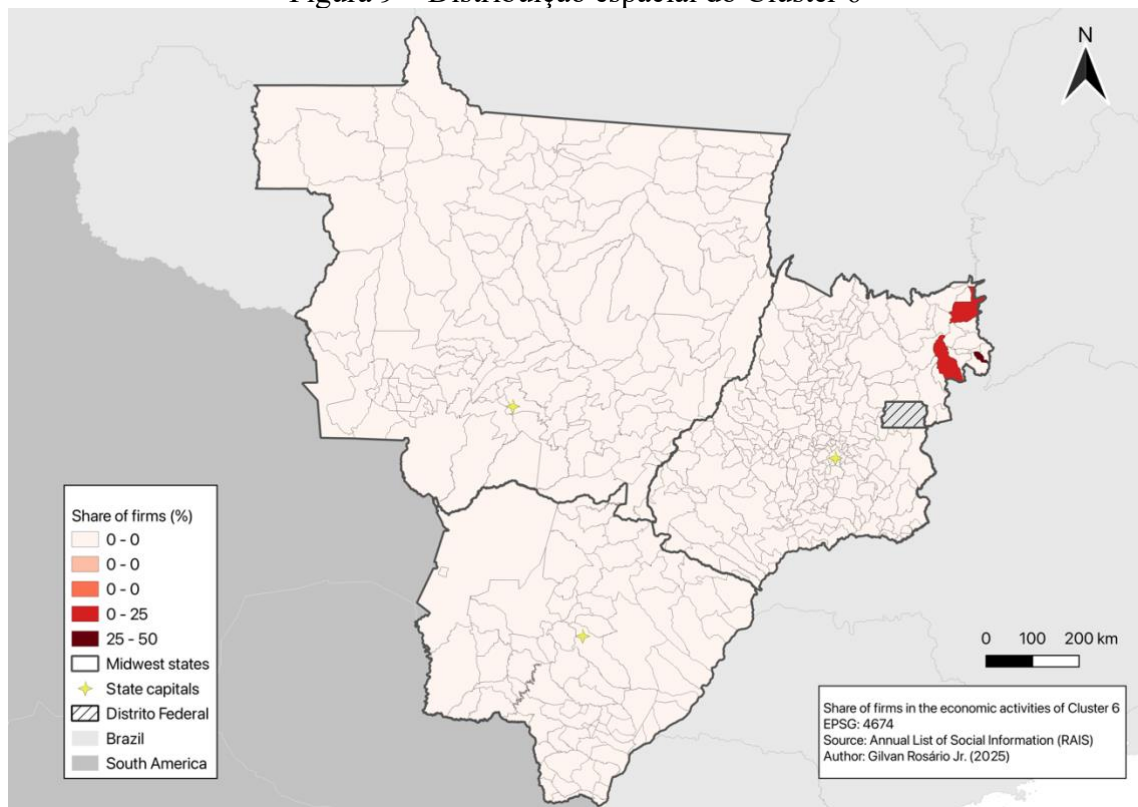 Figura 9 – Distribuição espacial do Cluster 6
N
Share of firms (%)
0 - 0
0 - 0
0 - 0
0 - 25
25 - 50
Midwest states
State capitals
Distrito Federal
Brazil
South America
0 100 200 km
Share of firms in the economic activities of Cluster 6
EPSG: 4674
Source: Annual List of Social Information (RAIS)
Author: Gilvan Rosário Jr. (2025)